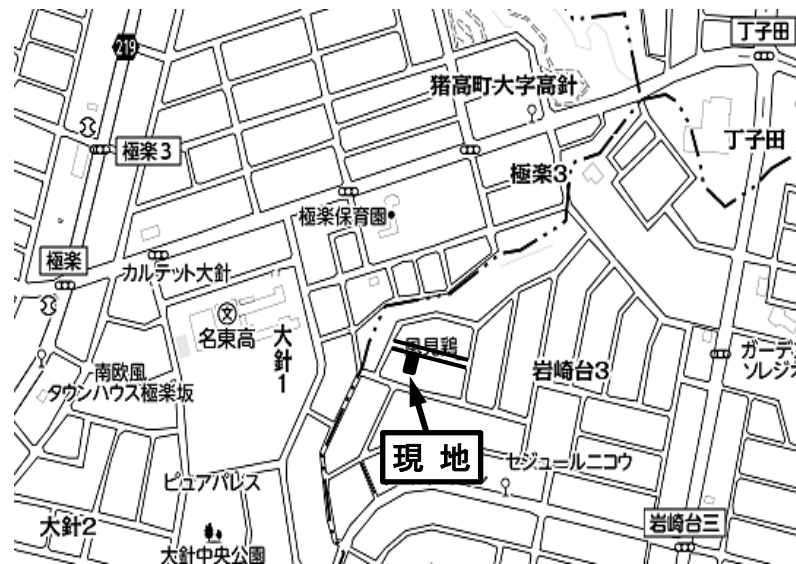 丁子田
219
猪高町大字高針
丁子田
極楽3
極楽3
極楽保育園
極楽
カルテット大針
名東高
大針1
風見鶏
岩崎台3
ガーデ
ソレジオ
南欧風
タウンハウス極楽坂
現地
セジュールニコウ
ピュアパレス
大針2
岩崎台三
大針中央公園